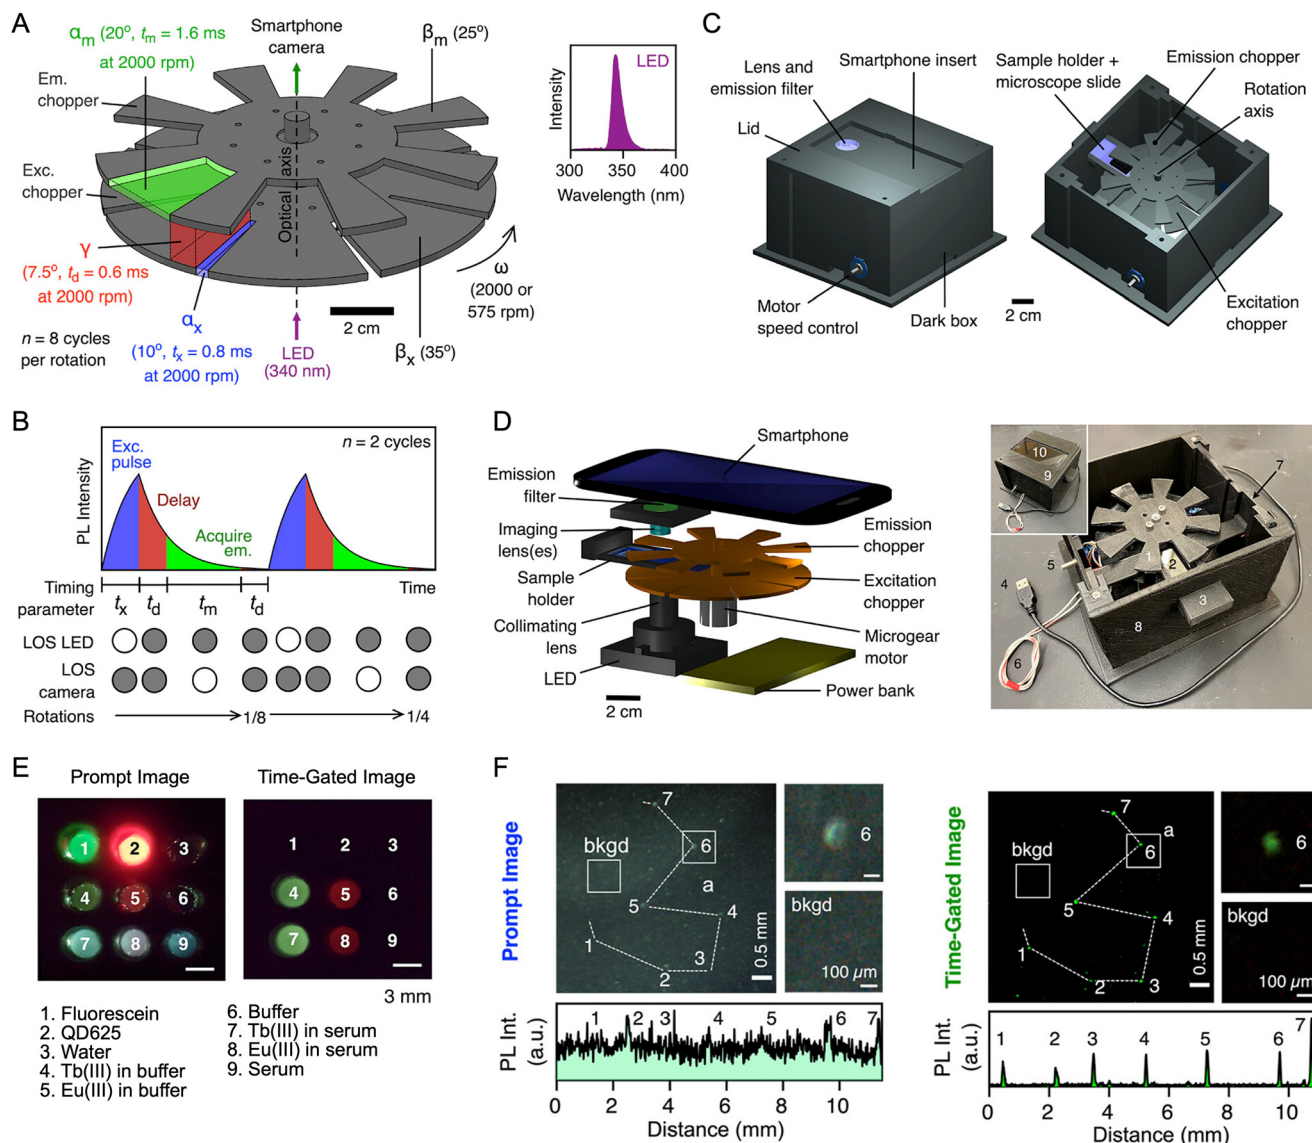 A
α_m (20°, t_m = 1.6 ms
at 2000 rpm)
Smartphone
camera
β_m (25°)
Em.
chopper
Exc.
chopper
Optical axis
γ
(7.5°, t_d = 0.6 ms
at 2000 rpm)
α_x
(10°, t_x = 0.8 ms
at 2000 rpm)
n = 8 cycles
per rotation
LED
(340 nm)
2 cm
ω
(2000 or
575 rpm)
β_x (35°)
Intensity
LED
300 350 400
Wavelength (nm)
C
Lens and
emission filter
Smartphone insert
Lid
Motor
speed control
Dark box
Sample holder +
microscope slide
Emission chopper
Rotation
axis
Excitation
chopper
2 cm
B
n = 2 cycles
PL Intensity
Exc.
pulse
Delay
Acquire
em.
Time
Timing
parameter
t_x t_d t_m t_d
LOS LED
LOS
camera
Rotations
1/8
1/4
D
Smartphone
Emission
filter
Imaging
lens(es)
Sample
holder
Collimating
lens
LED
Emission
chopper
Excitation
chopper
Microgear
motor
Power bank
2 cm
10
9
7
1
2
5
4
3
8
6
E
Prompt Image
Time-Gated Image
1 2 3
4 5 6
7 8 9
1 2 3
4 5 6
7 8 9
3 mm
1. Fluorescein
2. QD625
3. Water
4. Tb(III) in buffer
5. Eu(III) in buffer
6. Buffer
7. Tb(III) in serum
8. Eu(III) in serum
9. Serum
F
Prompt Image
7
bkgd
6
a
5
4
1
3
2
0.5 mm
6
bkgd
100 µm
PL Int.
(a.u.)
1 2 3 4 5 6 7
0 2 4 6 8 10
Distance (mm)
Time-Gated Image
7
a
bkgd
6
5
4
1
2
3
0.5 mm
6
bkgd
100 µm
PL Int.
(a.u.)
1 2 3 4 5 6 7
0 2 4 6 8 10
Distance (mm)